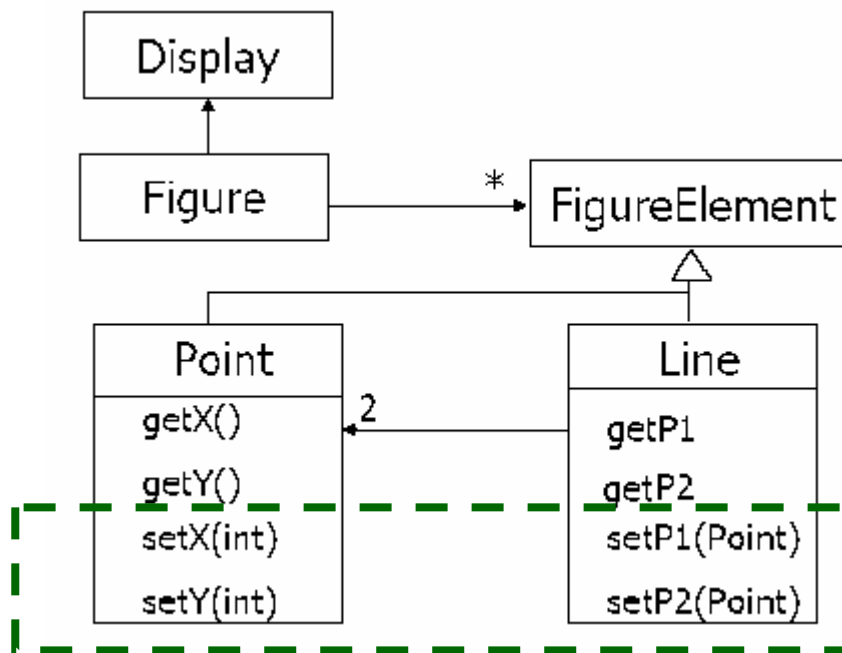 Display
Figure
*
FigureElement
Point
getX()
getY()
setX(int)
setY(int)
2
Line
getP1
getP2
setP1(Point)
setP2(Point)